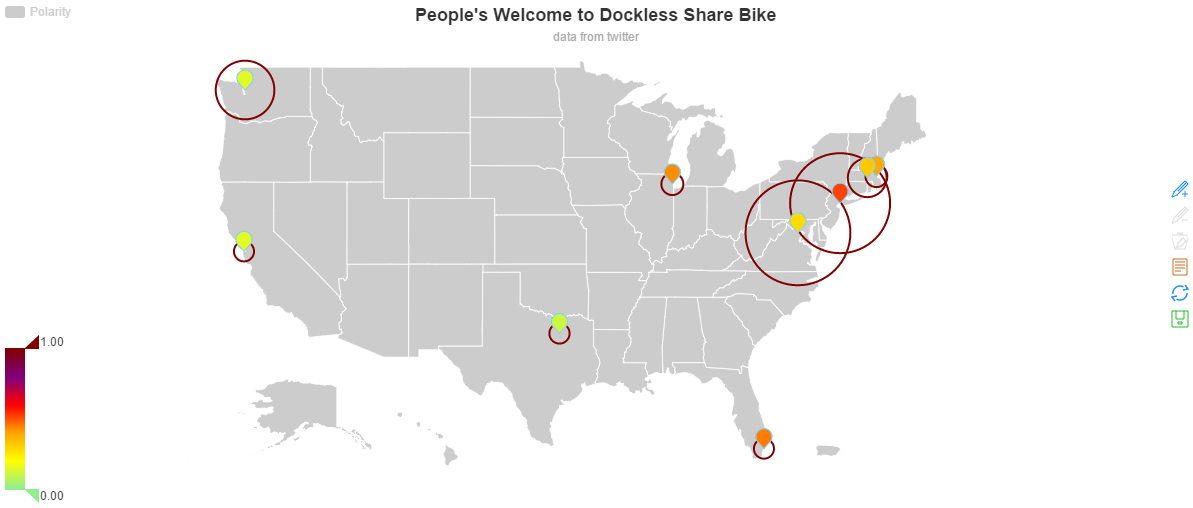 People's Welcome to Dockless Share Bike
data from twitter
Polarity
1.00
0.00